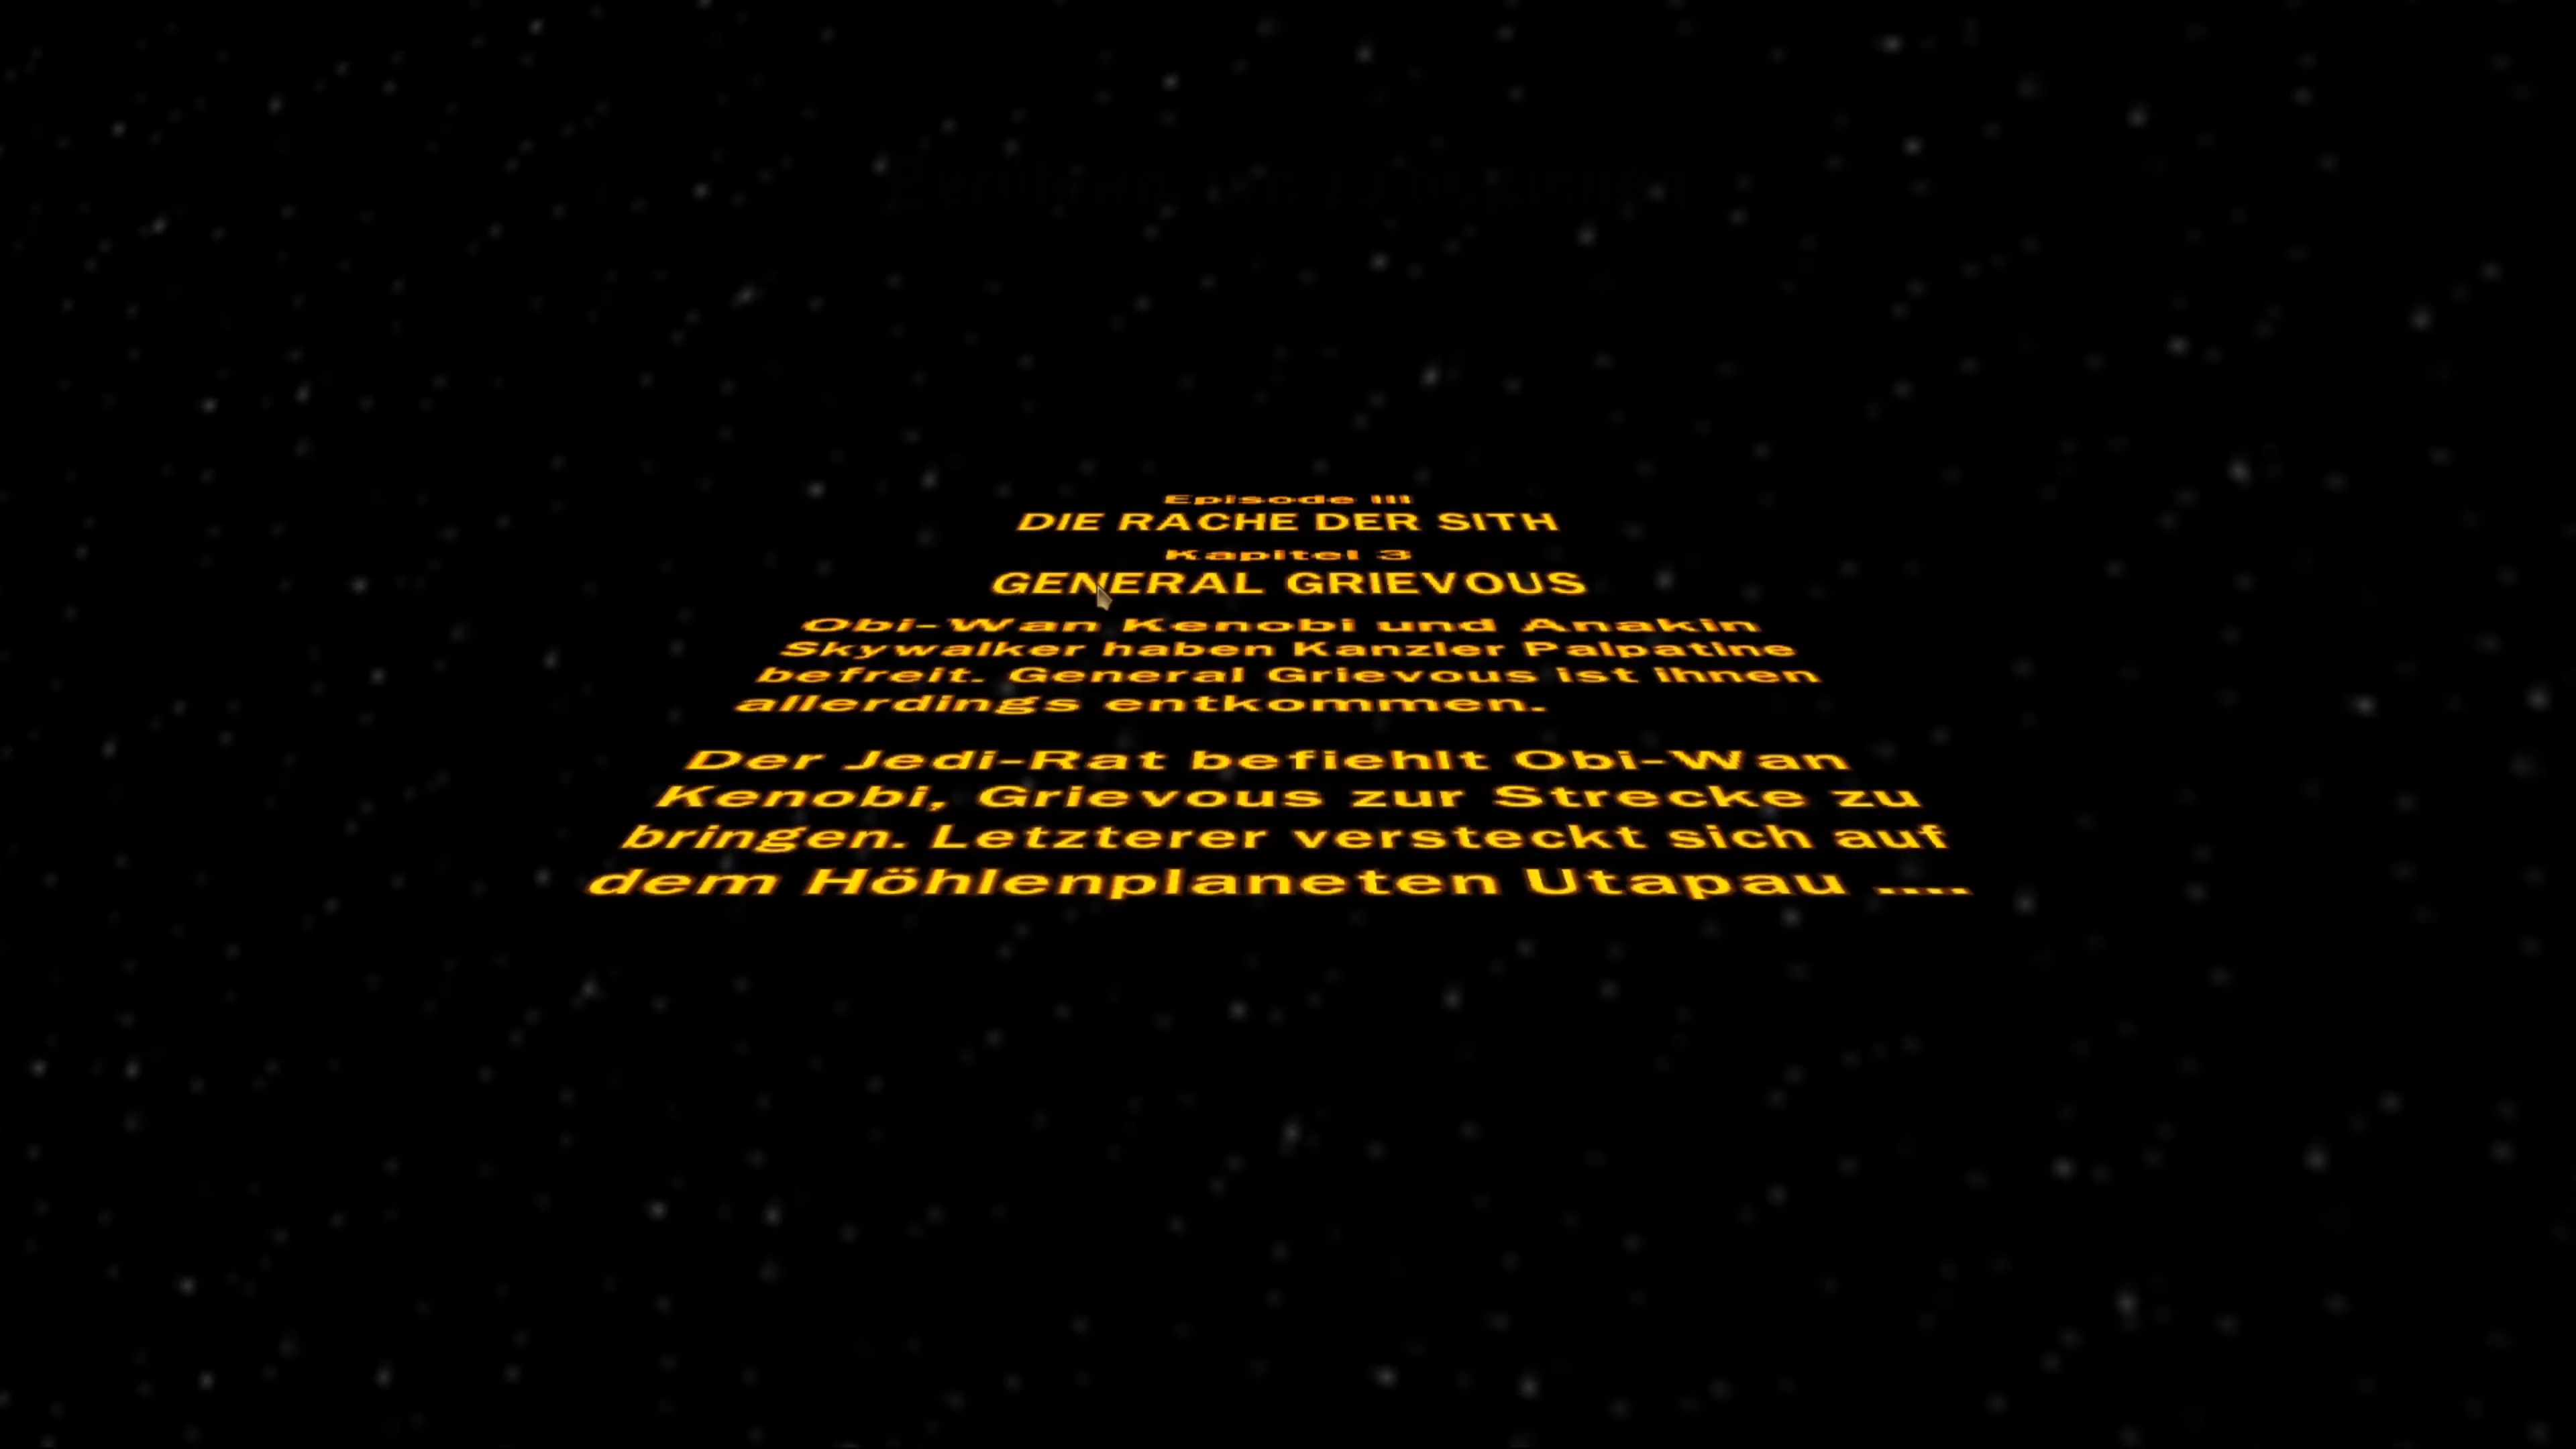 Episode III
DIE RACHE DER SITH
Kapitel 3
GENERAL GRIEVOUS
Obi-Wan Kenobi und Anakin
Skywalker haben Kanzler Palpatine
befreit. General Grievous ist ihnen
allerdings entkommen.
Der Jedi-Rat befiehlt Obi-Wan
Kenobi, Grievous zur Strecke zu
bringen. Letzterer versteckt sich auf
dem Höhlenplaneten Utapau ....